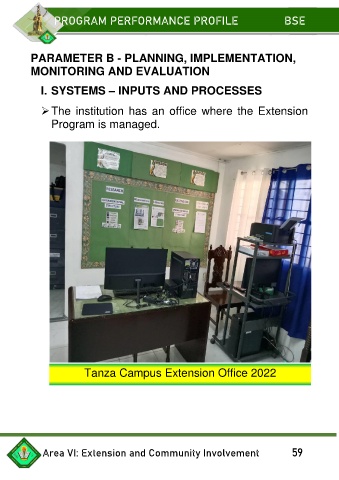 PROGRAM PERFORMANCE PROFILE BSE
PARAMETER B - PLANNING, IMPLEMENTATION,
MONITORING AND EVALUATION
I. SYSTEMS – INPUTS AND PROCESSES
➢ The institution has an office where the Extension
Program is managed.
Tanza Campus Extension Office 2022
Area VI: Extension and Community Involvement 59